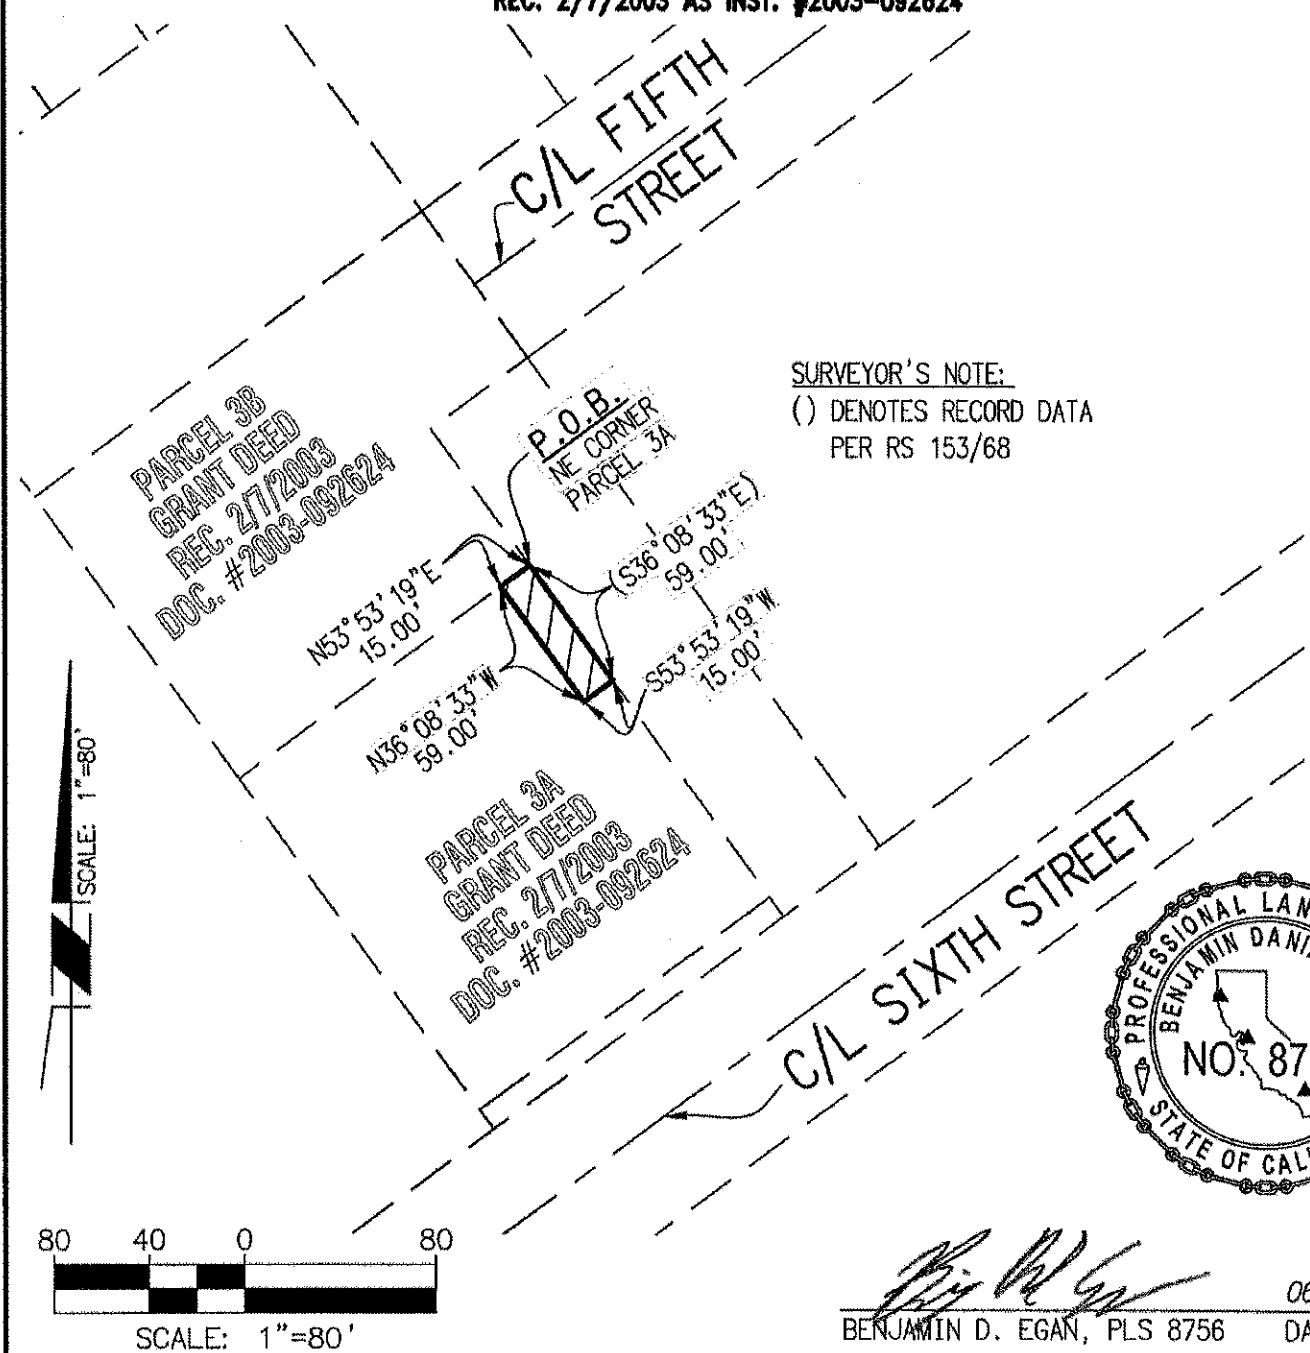 REC. 2/7/2003 AS INST. #2003-092624
C/L FIFTH
STREET
SURVEYOR'S NOTE:
() DENOTES RECORD DATA
PER RS 153/68
P.O.B.
NE CORNER
PARCEL 3A
PARCEL 3B
GRANT DEED
REC. 2/7/2003
DOC. #2003-092624
(S36°08'33"E)
59.00'
N53°53'19"E
15.00'
S53°53'19"W
15.00'
N36°08'33"W
59.00'
PARCEL 3A
GRANT DEED
REC. 2/7/2003
DOC. #2003-092624
SCALE: 1"=80'
C/L SIXTH STREET
PROFESSIONAL LAN
BENJAMIN DANI
NO. 87
STATE OF CAL
80 40 0 80
SCALE: 1"=80'
06
BENJAMIN D. EGAN, PLS 8756 DA